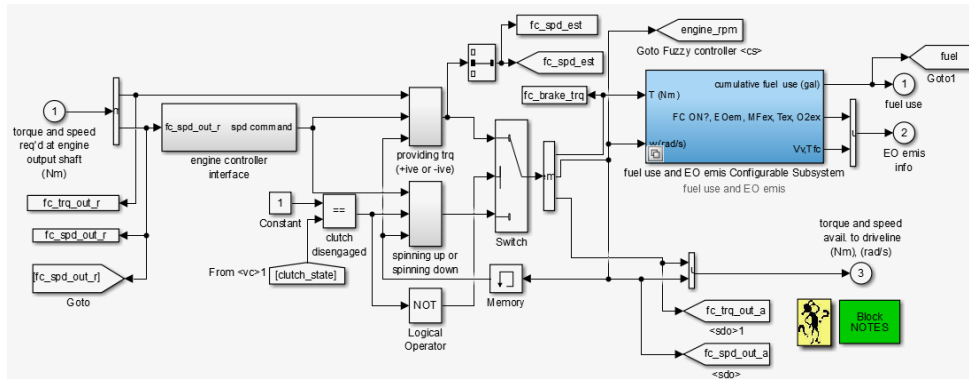 fc_spd_est
engine_rpm
Goto Fuzzy controller <cs>
fc_spd_est
fuel
Goto1
fc_brake_trq
T (Nm)
cumulative fuel use (gal)
1
fuel use
FC ON?, EOem, MFex, Tex, O2ex
w(rad/s)
Vv,Tfc
2
EO emis
info
fuel use and EO emis Configurable Subsystem
fuel use and EO emis
1
torque and speed
req'd at engine
output shaft
(Nm)
fc_spd_out_r
spd command
engine controller
interface
providing trq
(+ive or -ive)
fc_trq_out_r
fc_spd_out_r
[fc_spd_out_r]
Goto
1
Constant
==
clutch
disengaged
From <vc>1
[clutch_state]
spinning up or
spinning down
Switch
NOT
Logical
Operator
Memory
torque and speed
avail. to driveline
(Nm), (rad/s)
3
fc_trq_out_a
<sdo>1
fc_spd_out_a
<sdo>
?
Block
NOTES